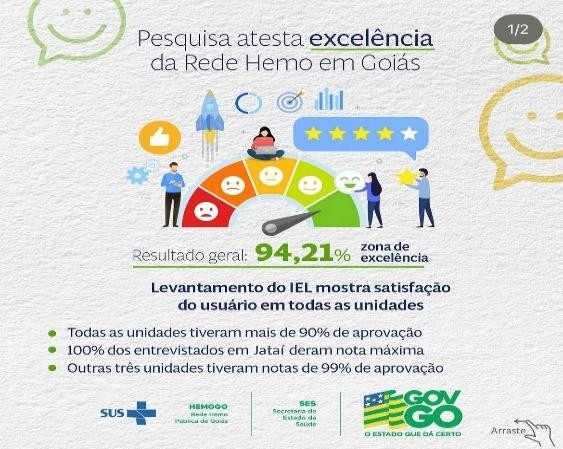 1/2
Pesquisa atesta excelência
da Rede Hemo em Goiás
Resultado geral: 94,21% zona de excelência
Levantamento do IEL mostra satisfação
do usuário em todas as unidades
Todas as unidades tiveram mais de 90% de aprovação
100% dos entrevistados em Jataí deram nota máxima
Outras três unidades tiveram notas de 99% de aprovação
SUS
HEMOGO
Rede Hemo
Pública de Goiás
SES
Secretaria de
Estado da
Saúde
GOV
GO
O ESTADO QUE DÁ CERTO
Arraste